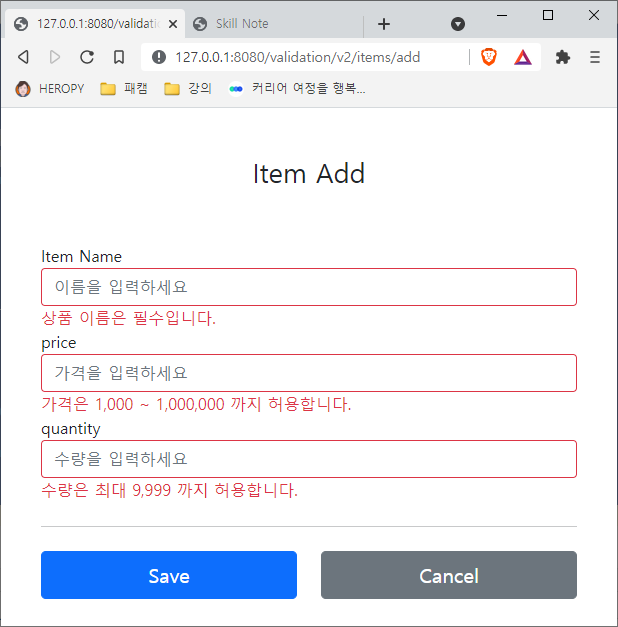 127.0.0.1:8080/validatio
Skill Note
127.0.0.1:8080/validation/v2/items/add
HEROPY
패캠
강의
커리어 여정을 행복...
Item Add
Item Name
이름을 입력하세요
상품 이름은 필수입니다.
price
가격을 입력하세요
가격은 1,000 ~ 1,000,000 까지 허용합니다.
quantity
수량을 입력하세요
수량은 최대 9,999 까지 허용합니다.
Save
Cancel